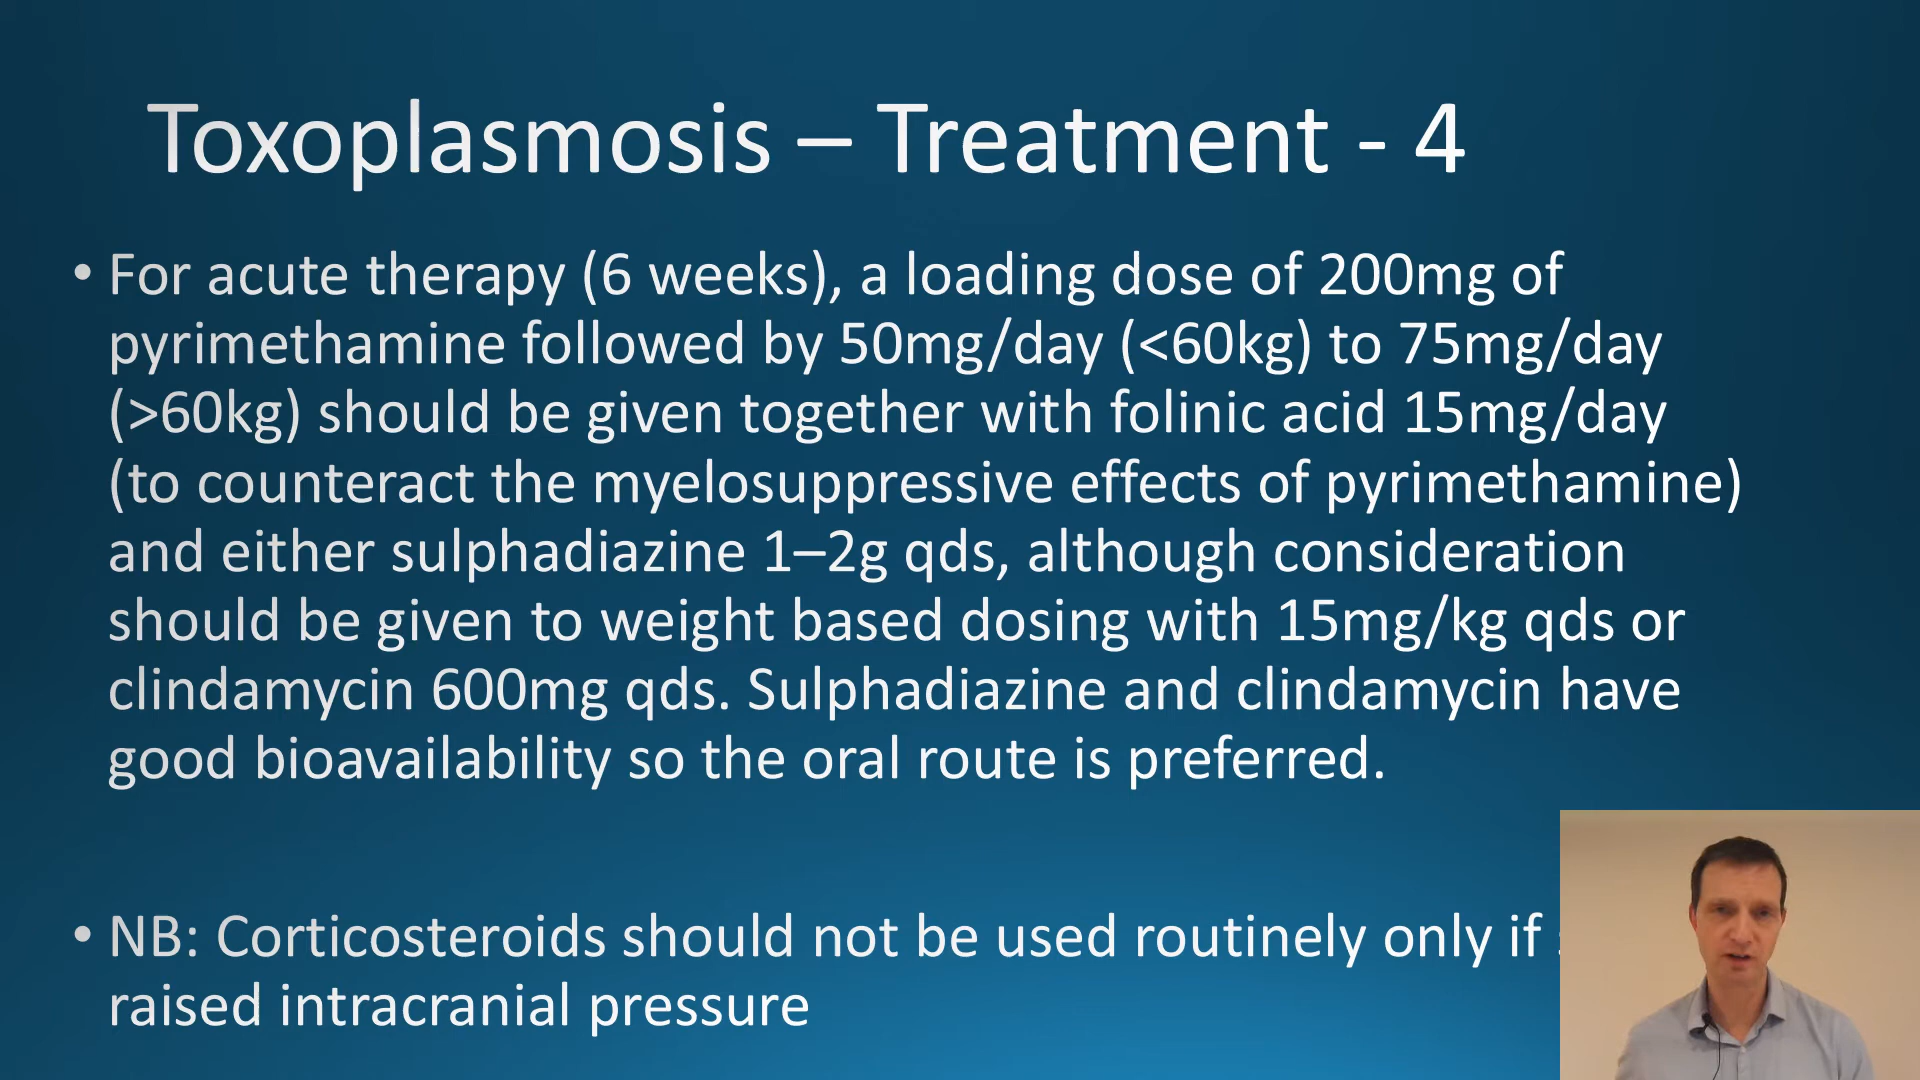 Toxoplasmosis – Treatment - 4
• For acute therapy (6 weeks), a loading dose of 200mg of
pyrimethamine followed by 50mg/day (<60kg) to 75mg/day
(>60kg) should be given together with folinic acid 15mg/day
(to counteract the myelosuppressive effects of pyrimethamine)
and either sulphadiazine 1–2g qds, although consideration
should be given to weight based dosing with 15mg/kg qds or
clindamycin 600mg qds. Sulphadiazine and clindamycin have
good bioavailability so the oral route is preferred.
• NB: Corticosteroids should not be used routinely only if
raised intracranial pressure